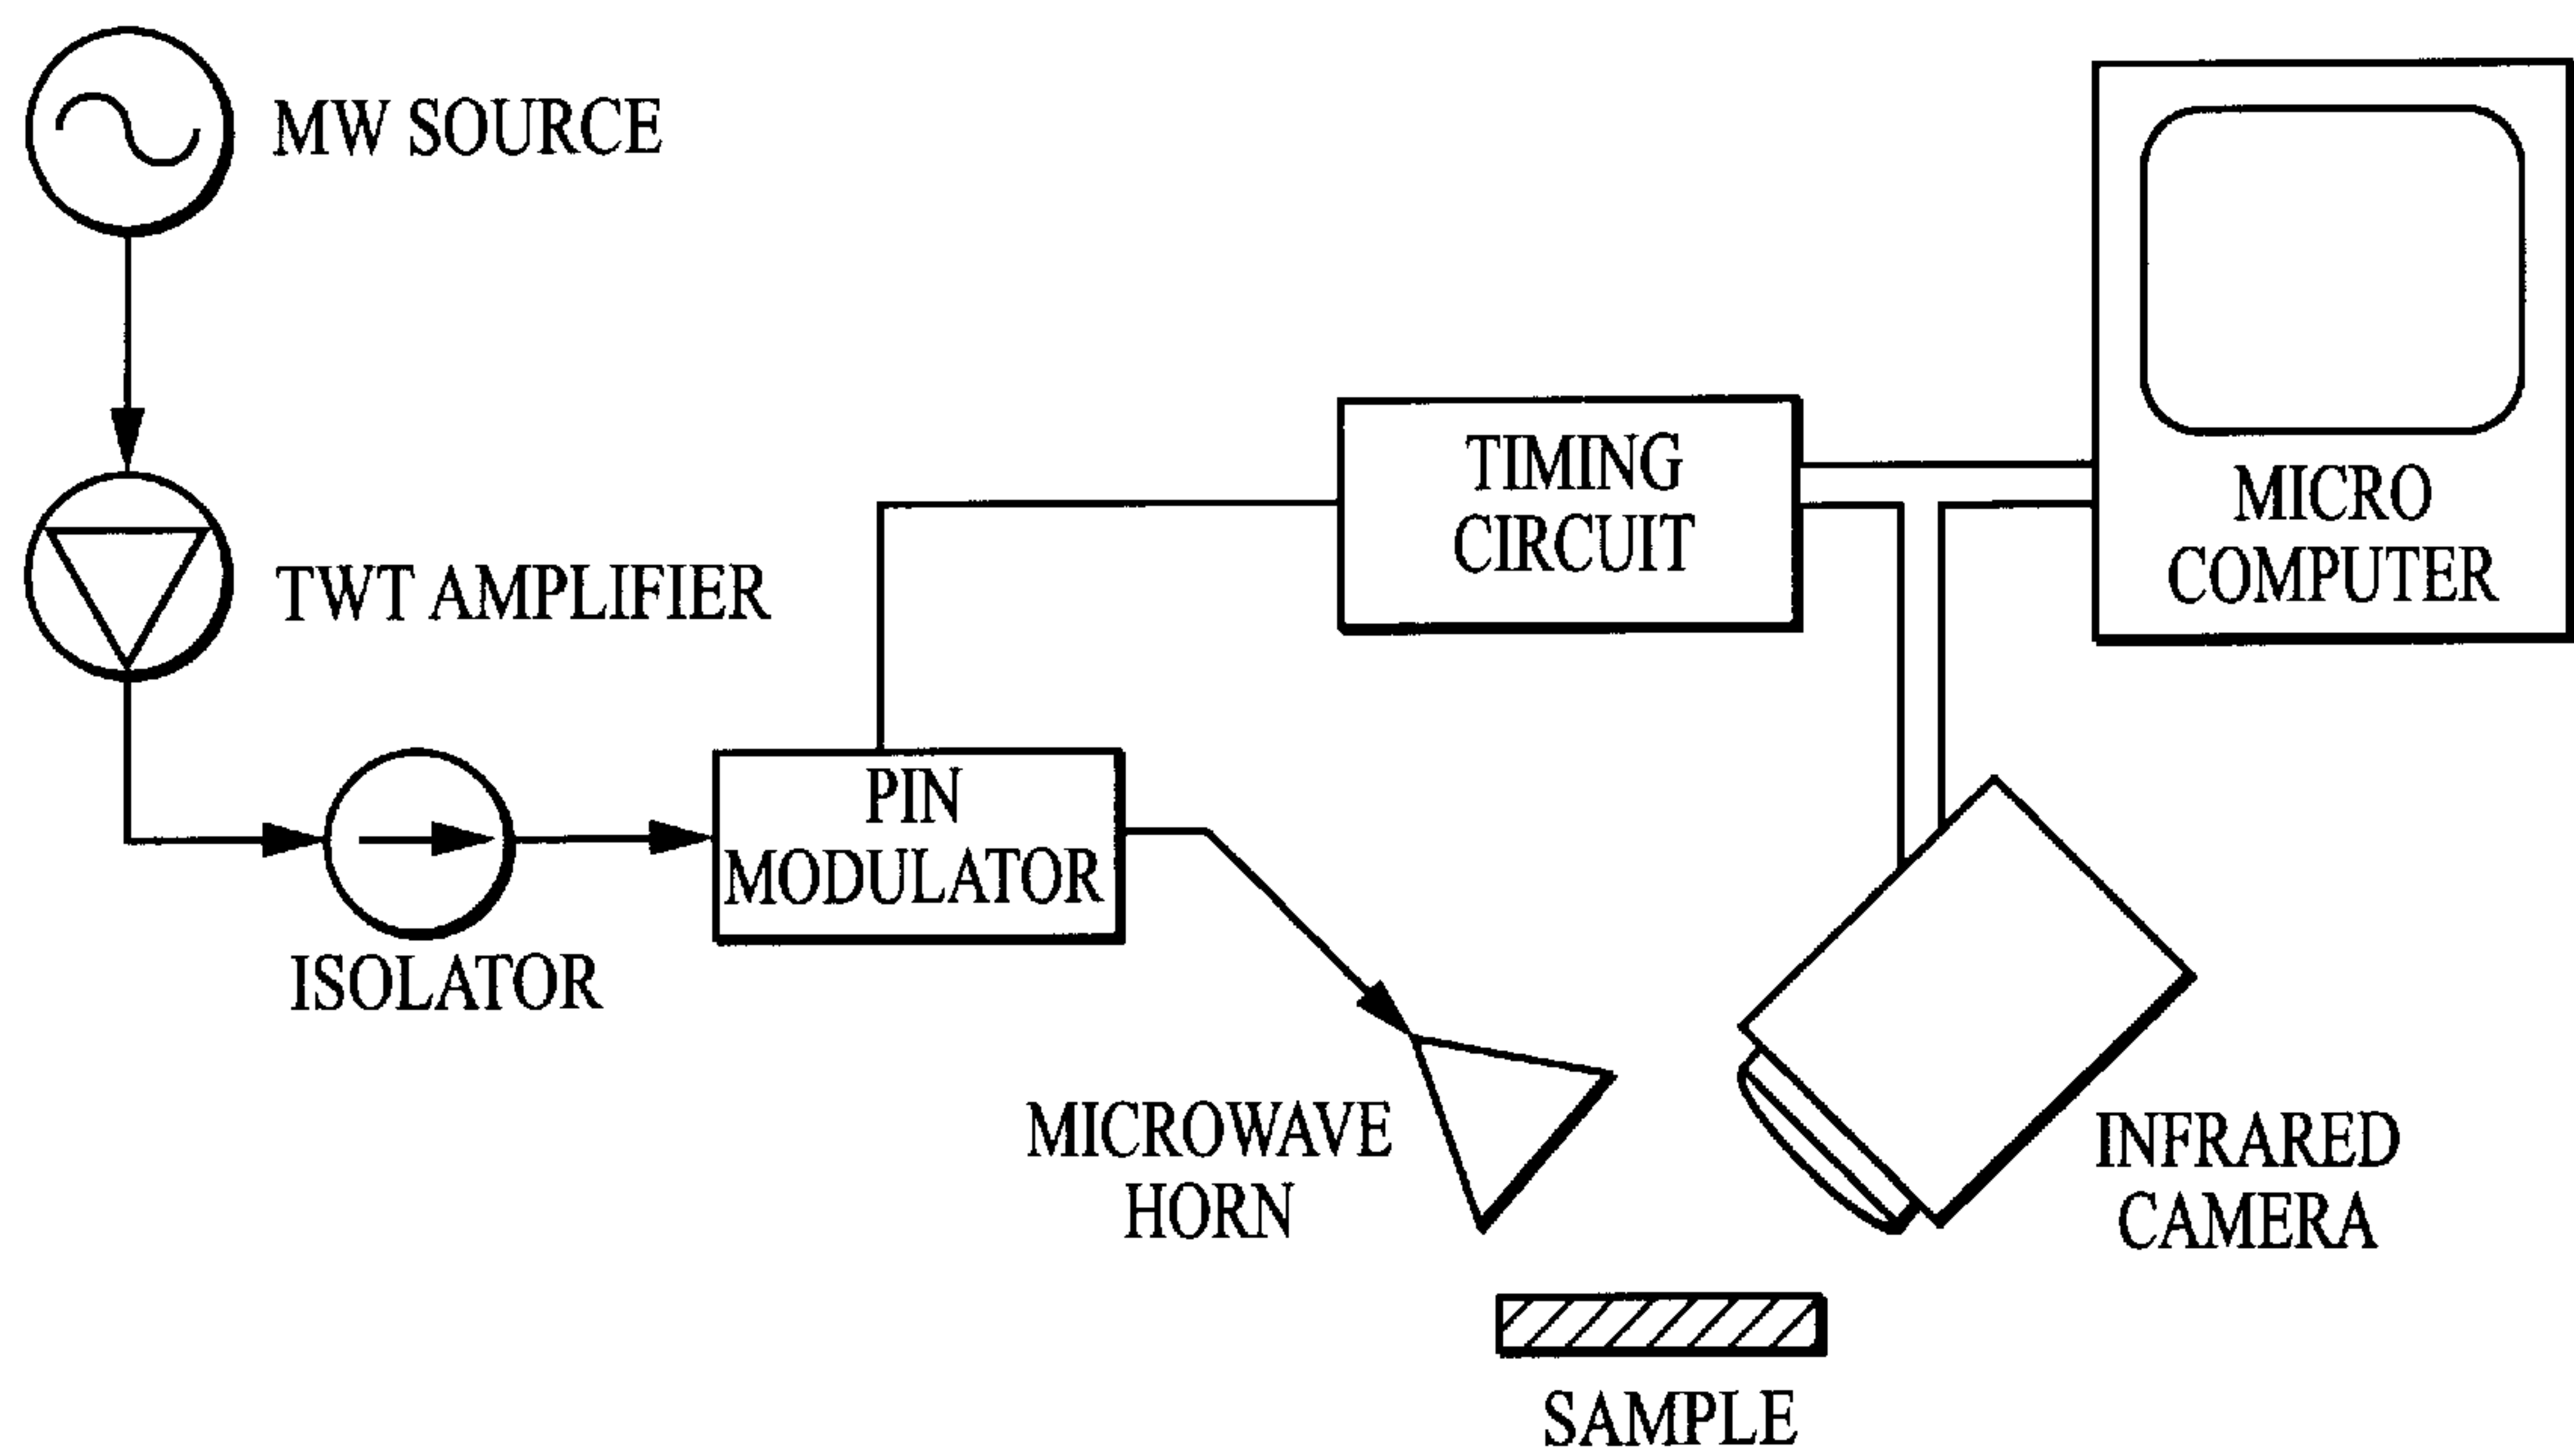 MW SOURCE
TWT AMPLIFIER
ISOLATOR
PIN
MODULATOR
TIMING
CIRCUIT
MICRO
COMPUTER
MICROWAVE
HORN
INFRARED
CAMERA
SAMPLE